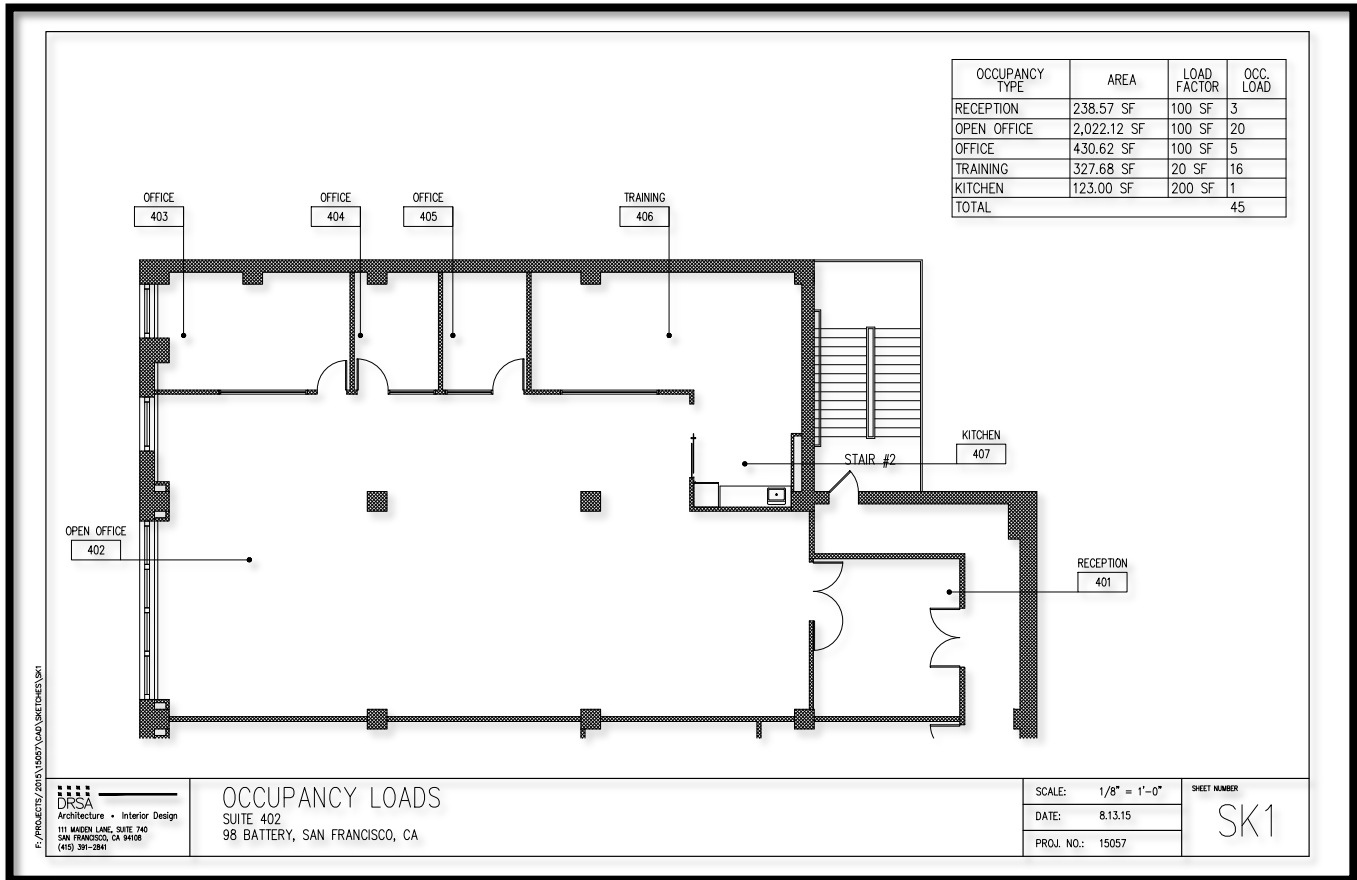 OCCUPANCY TYPE AREA LOAD FACTOR OCC. LOAD
RECEPTION 238.57 SF 100 SF 3
OPEN OFFICE 2,022.12 SF 100 SF 20
OFFICE 430.62 SF 100 SF 5
TRAINING 327.68 SF 20 SF 16
KITCHEN 123.00 SF 200 SF 1
TOTAL 45
OFFICE
403
OFFICE
404
OFFICE
405
TRAINING
406
KITCHEN
407
STAIR #2
OPEN OFFICE
402
RECEPTION
401
F:/PROJECTS/2015\15057\CAD\SKETCHES\SK1
DRSA
Architecture • Interior Design
111 MAIDEN LANE, SUITE 740
SAN FRANCISCO, CA 94108
(415) 391-2841
OCCUPANCY LOADS
SUITE 402
98 BATTERY, SAN FRANCISCO, CA
SCALE: 1/8" = 1'-0"
DATE: 8.13.15
PROJ. NO.: 15057
SHEET NUMBER
SK1